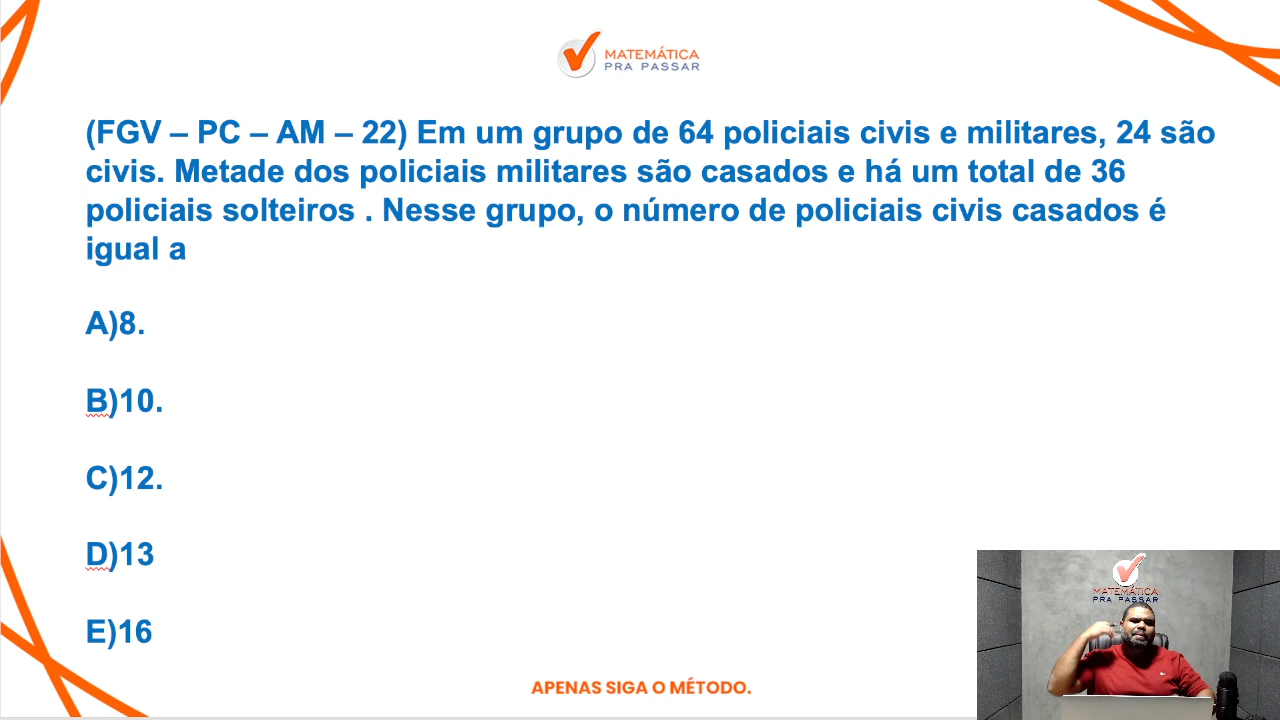 MATEMÁTICA
PRA PASSAR
(FGV – PC – AM – 22) Em um grupo de 64 policiais civis e militares, 24 são
civis. Metade dos policiais militares são casados e há um total de 36
policiais solteiros . Nesse grupo, o número de policiais civis casados é
igual a
A)8.
B)10.
C)12.
D)13
E)16
MATEMÁTICA
PRA PASSAR
APENAS SIGA O MÉTODO.